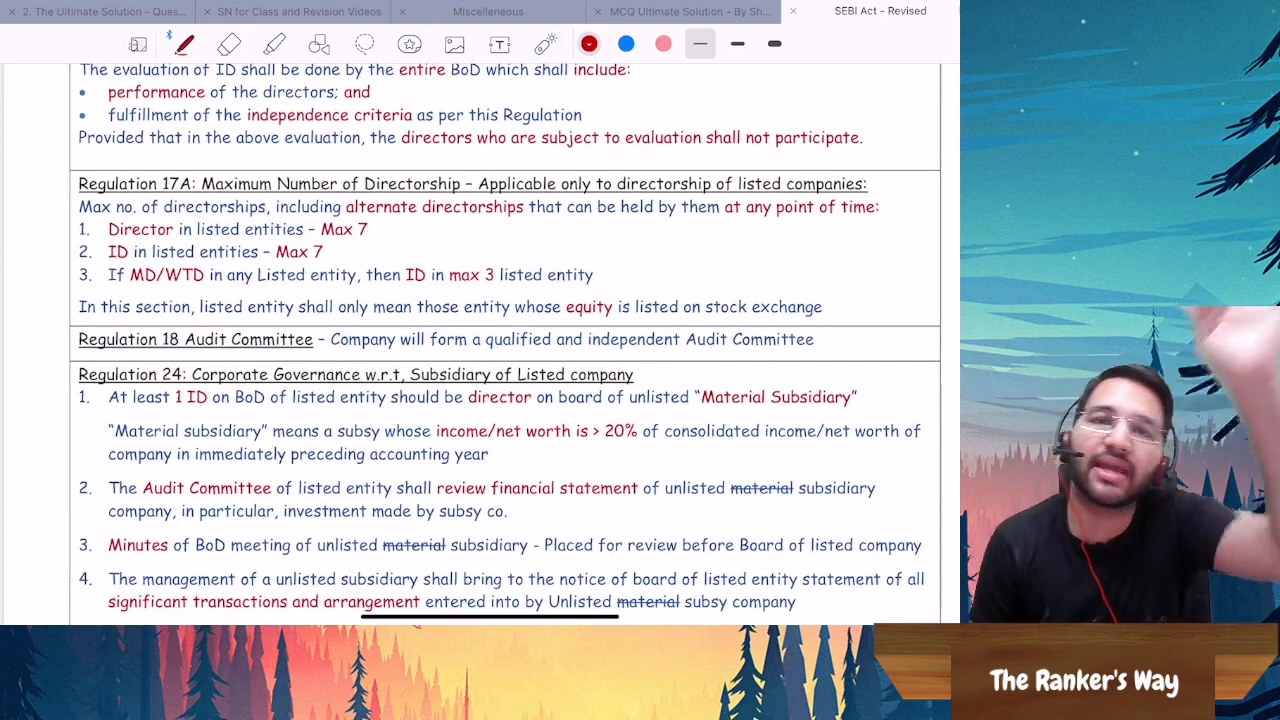 2. The Ultimate Solution - Ques...
SN for Class and Revision Videos
Miscellaneous
MCQ Ultimate Solution - By Sh...
SEBI Act - Revised
The evaluation of ID shall be done by the entire BoD which shall include:
• performance of the directors; and
• fulfillment of the independence criteria as per this Regulation
Provided that in the above evaluation, the directors who are subject to evaluation shall not participate.
Regulation 17A: Maximum Number of Directorship – Applicable only to directorship of listed companies:
Max no. of directorships, including alternate directorships that can be held by them at any point of time:
1. Director in listed entities – Max 7
2. ID in listed entities – Max 7
3. If MD/WTD in any Listed entity, then ID in max 3 listed entity
In this section, listed entity shall only mean those entity whose equity is listed on stock exchange
Regulation 18 Audit Committee – Company will form a qualified and independent Audit Committee
Regulation 24: Corporate Governance w.r.t, Subsidiary of Listed company
1. At least 1 ID on BoD of listed entity should be director on board of unlisted “Material Subsidiary”
“Material subsidiary” means a subsy whose income/net worth is > 20% of consolidated income/net worth of
company in immediately preceding accounting year
2. The Audit Committee of listed entity shall review financial statement of unlisted material subsidiary
company, in particular, investment made by subsy co.
3. Minutes of BoD meeting of unlisted material subsidiary - Placed for review before Board of listed company
4. The management of a unlisted subsidiary shall bring to the notice of board of listed entity statement of all
significant transactions and arrangement entered into by Unlisted material subsy company
The Ranker's Way